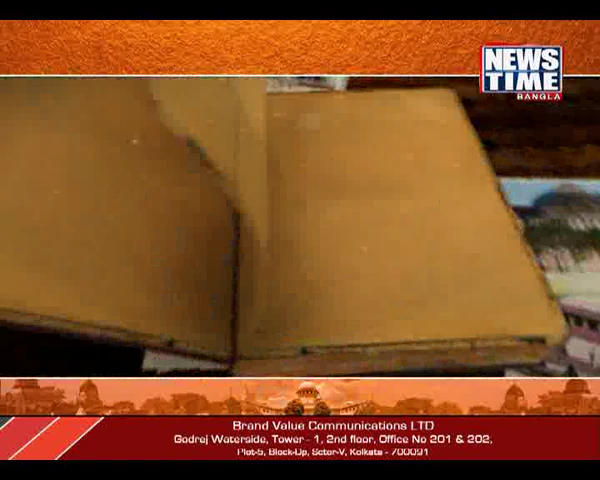 NEWS
TIME
BANGLA
Brand Value Communications LTD
Godrej Waterside, Tower - 1, 2nd floor, Office No 201 & 202,
Plot-5, Block-Dp, Sctor-V, Kolkata - 700091